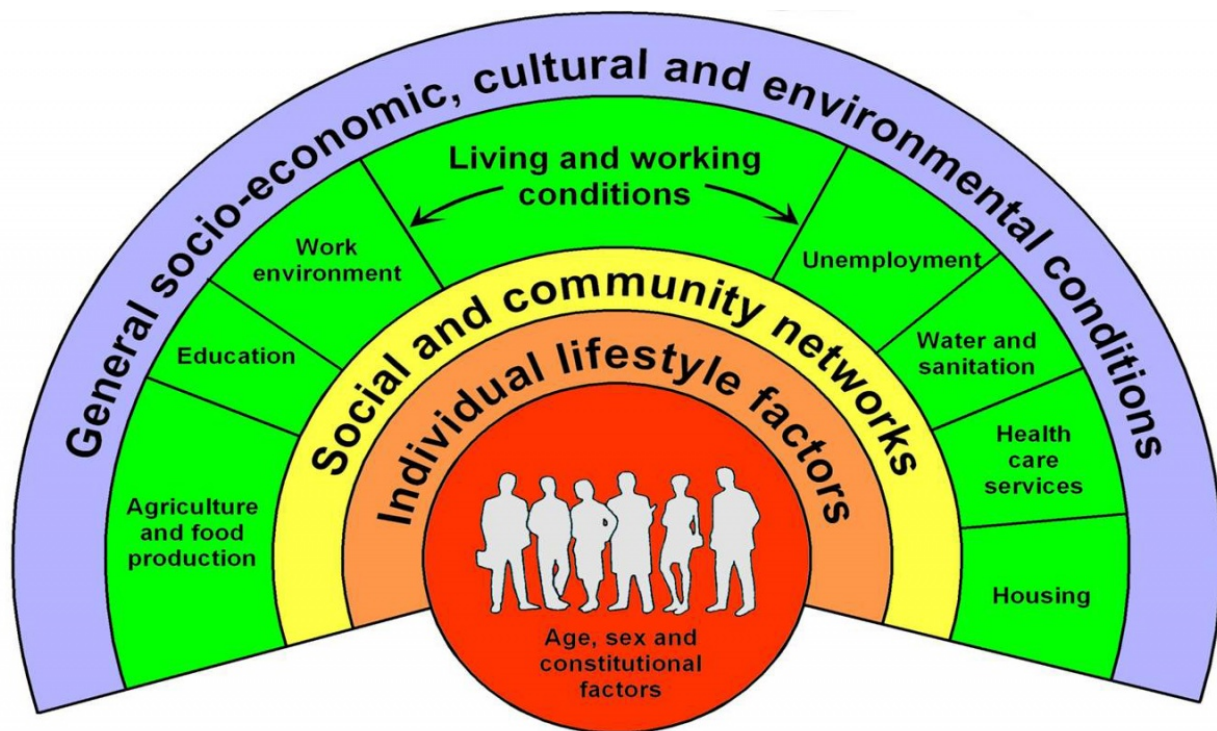 General socio-economic, cultural and environmental conditions
Living and working
conditions
Agriculture
and food
production
Education
Work
environment
Unemployment
Water and
sanitation
Health
care
services
Housing
Social and community networks
Individual lifestyle factors
Age, sex and
constitutional
factors